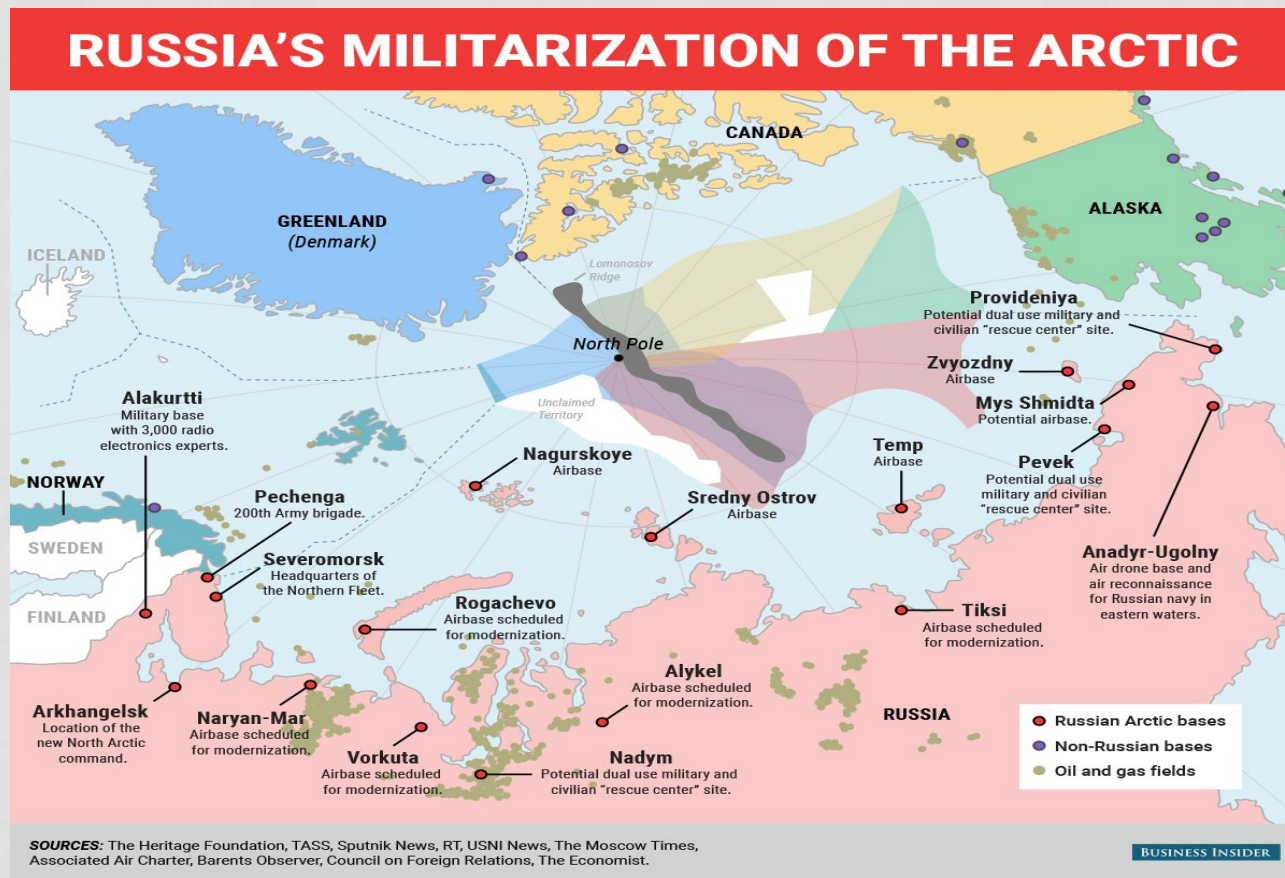 RUSSIA'S MILITARIZATION OF THE ARCTIC
CANADA
GREENLAND
(Denmark)
ALASKA
ICELAND
Lomonosov
Ridge
North Pole
Unclaimed
Territory
Provideniya
Potential dual use military and
civilian “rescue center” site.
Zvyozdny
Airbase
Mys Shmidta
Potential airbase.
Pevek
Potential dual use
military and civilian
“rescue center” site.
Anadyr-Ugolny
Air drone base and
air reconnaissance
for Russian navy in
eastern waters.
Alakurtti
Military base
with 3,000 radio
electronics experts.
NORWAY
SWEDEN
FINLAND
Pechenga
200th Army brigade.
Severomorsk
Headquarters of
the Northern Fleet.
Nagurskoye
Airbase
Sredny Ostrov
Airbase
Temp
Airbase
Rogachevo
Airbase scheduled
for modernization.
Tiksi
Airbase scheduled
for modernization.
Alykel
Airbase scheduled
for modernization.
Arkhangelsk
Location of the
new North Arctic
command.
Naryan-Mar
Airbase scheduled
for modernization.
Vorkuta
Airbase scheduled
for modernization.
Nadym
Potential dual use military and
civilian “rescue center” site.
RUSSIA
Russian Arctic bases
Non-Russian bases
Oil and gas fields
SOURCES: The Heritage Foundation, TASS, Sputnik News, RT, USNI News, The Moscow Times,
Associated Air Charter, Barents Observer, Council on Foreign Relations, The Economist.
BUSINESS INSIDER